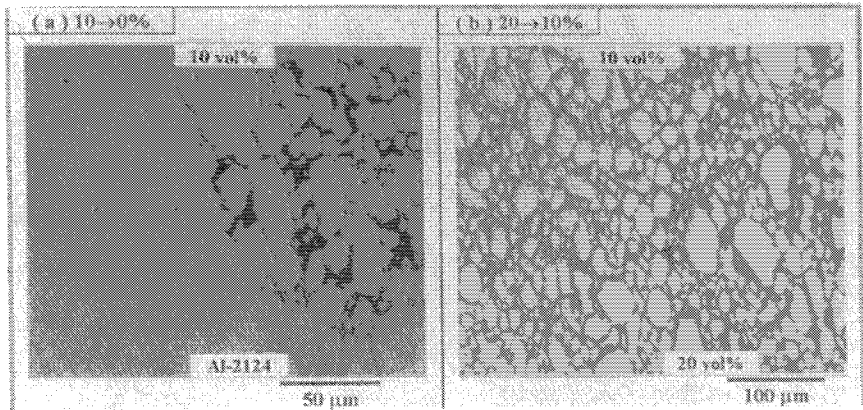 ( a ) 10→0%
10 vol%
Al-2124
50 μm
( b ) 20→10%
10 vol%
20 vol%
100 μm